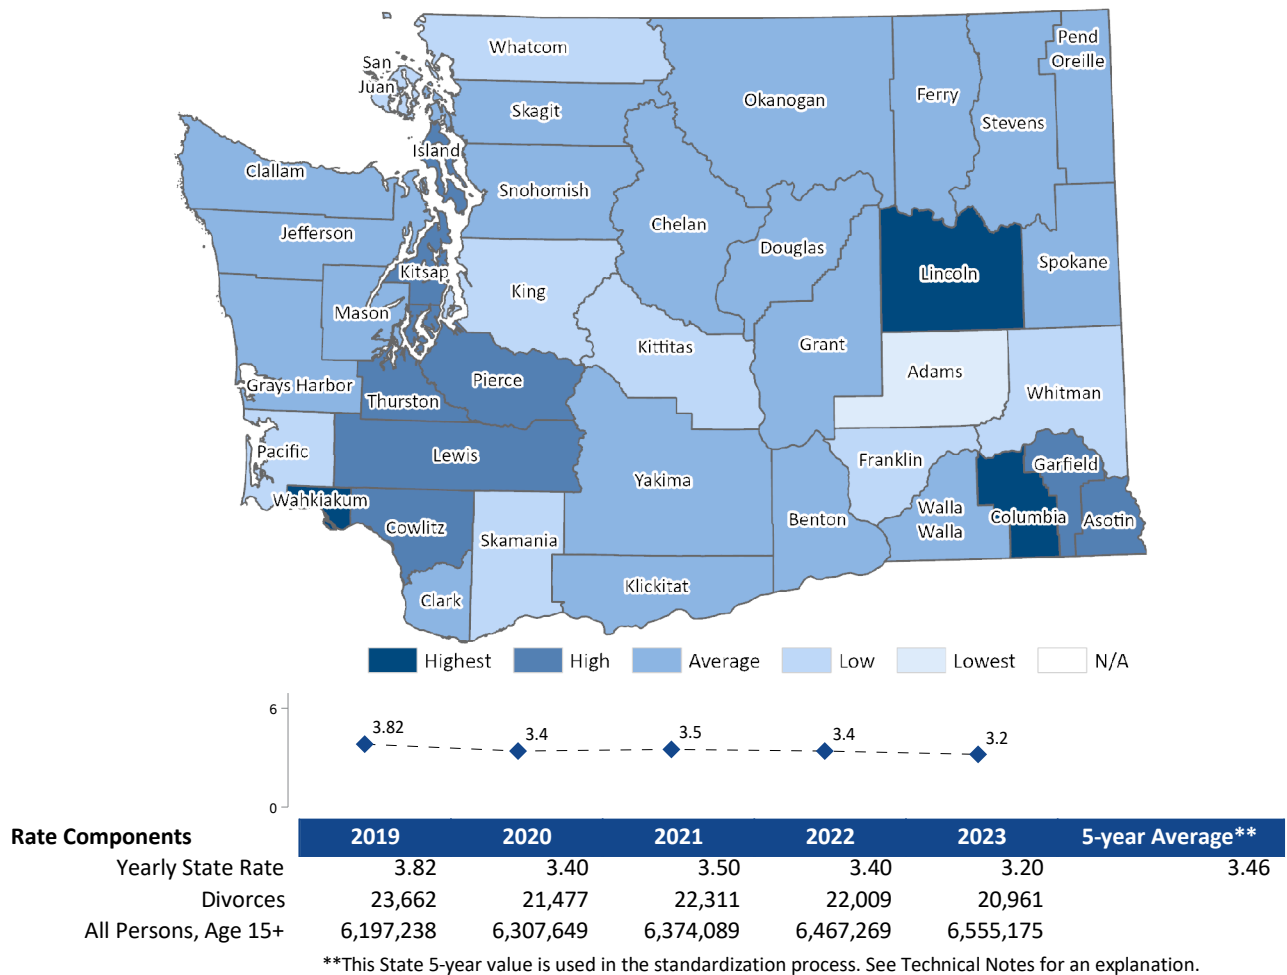 Whatcom
San
Juan
Skagit
Okanogan
Ferry
Pend
Oreille
Stevens
Island
Clallam
Snohomish
Chelan
Jefferson
Douglas
Kitsap
King
Lincoln
Spokane
Mason
Kittitas
Grant
Adams
Grays Harbor
Pierce
Thurston
Whitman
Pacific
Lewis
Franklin
Garfield
Yakima
Wahkiakum
Cowlitz
Walla
Walla
Columbia
Asotin
Benton
Skamania
Klickitat
Clark
Highest High Average Low Lowest N/A
6
3.82 3.4 3.5 3.4 3.2
0
Rate Components 2019 2020 2021 2022 2023 5-year Average**
Yearly State Rate 3.82 3.40 3.50 3.40 3.20 3.46
Divorces 23,662 21,477 22,311 22,009 20,961
All Persons, Age 15+ 6,197,238 6,307,649 6,374,089 6,467,269 6,555,175
**This State 5-year value is used in the standardization process. See Technical Notes for an explanation.